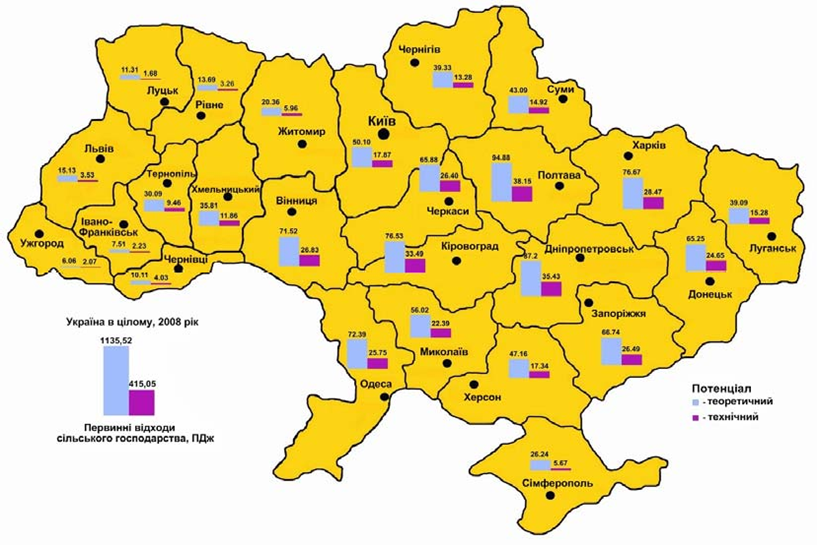 Чернігів
39.33
13.28
11.31
1.68
Луцьк
13.69
3.26
Рівне
20.36
5.96
Житомир
Київ
50.10
17.87
43.09
Суми
14.92
Львів
15.13
3.53
Тернопіль
30.09
9.46
Хмельницький
35.81
11.86
Вінниця
71.52
26.83
65.88
26.40
Черкаси
94.88
38.15
Полтава
Харків
76.67
28.47
39.09
15.28
Луганськ
Івано-
Франківськ
7.51
2.23
Ужгород
6.06
2.07
Чернівці
10.11
4.03
76.53
33.49
Кіровоград
Дніпропетровськ
87.2
35.43
65.25
24.65
Донецьк
Запоріжжя
66.74
26.49
56.02
22.39
Миколаїв
72.39
25.75
Одеса
47.16
17.34
Херсон
26.24
5.67
Сімферополь
Україна в цілому, 2008 рік
1135,52
415,05
Первинні відходи
сільського господарства, ПДж
Потенціал
- теоретичний
- технічний